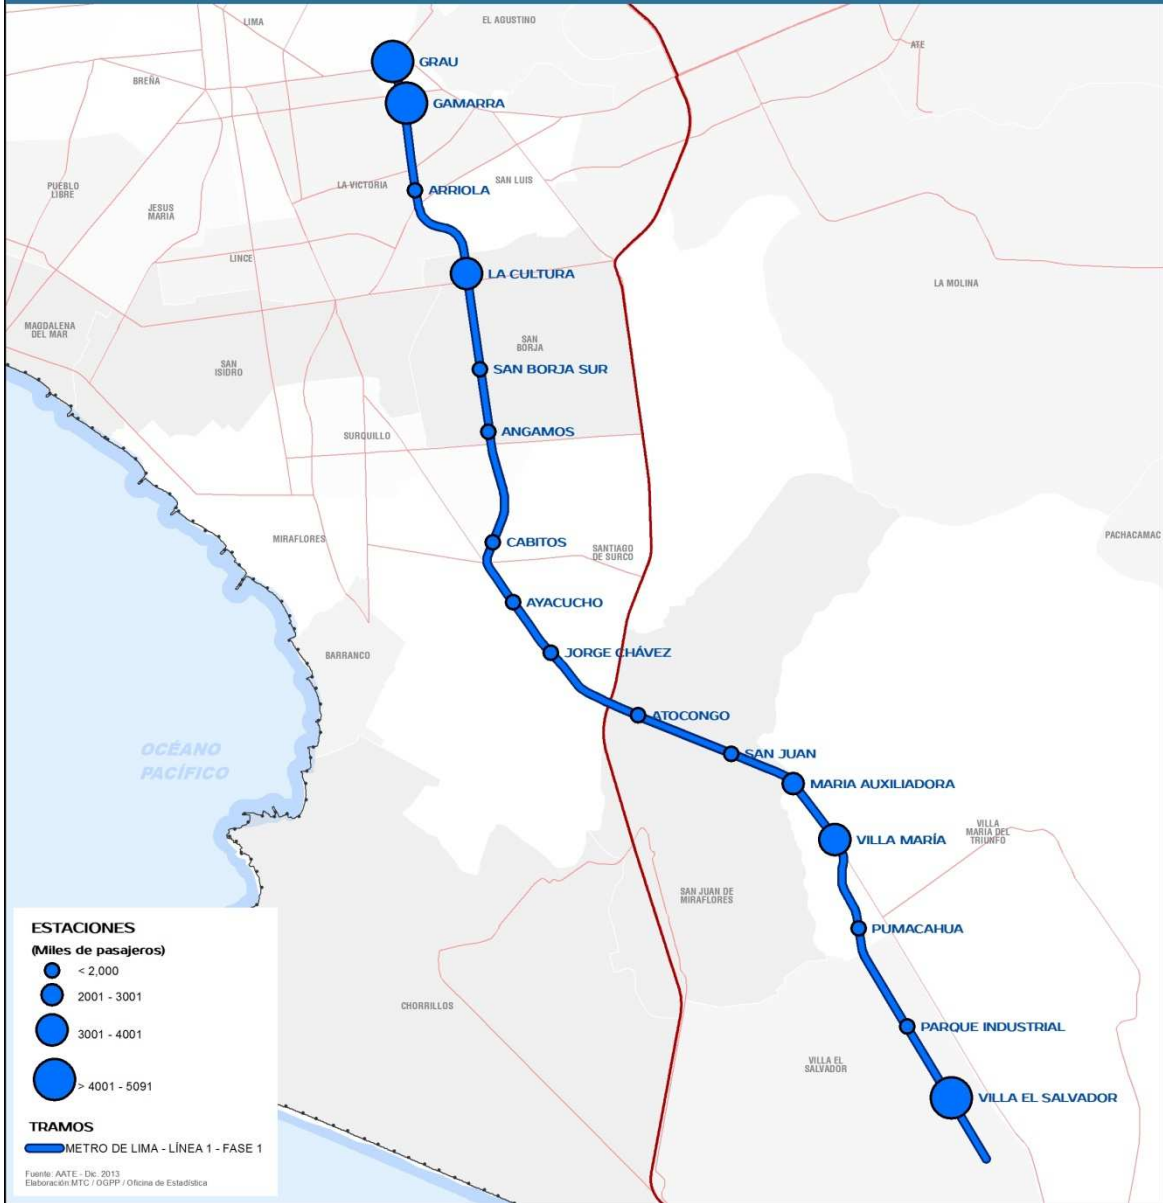 LIMA
EL AGUSTINO
GRAU
ATE
BREÑA
GAMARRA
SAN LUIS
LA VICTORIA
ARRIOLA
PUEBLO
LIBRE
JESUS
MARIA
LINCE
LA CULTURA
LA MOLINA
MAGDALENA
DEL MAR
SAN
BORJA
SAN
ISIDRO
SAN BORJA SUR
SURQUILLO
ANGAMOS
MIRAFLORES
CABITOS
SANTIAGO
DE SURCO
PACHACAMAC
AYACUCHO
BARRANCO
JORGE CHÁVEZ
ATOCONGO
OCÉANO
PACÍFICO
SAN JUAN
MARIA AUXILIADORA
VILLA
MARIA DEL
TRIUNFO
VILLA MARÍA
SAN JUAN DE
MIRAFLORES
PUMACAHUA
CHORRILLOS
PARQUE INDUSTRIAL
VILLA EL
SALVADOR
VILLA EL SALVADOR
ESTACIONES
(Miles de pasajeros)
< 2,000
2001 - 3001
3001 - 4001
> 4001 - 5091
TRAMOS
METRO DE LIMA - LÍNEA 1 - FASE 1
Fuente: AATE - Dic. 2013
Elaboración:MTC / OGPP / Oficina de Estadística